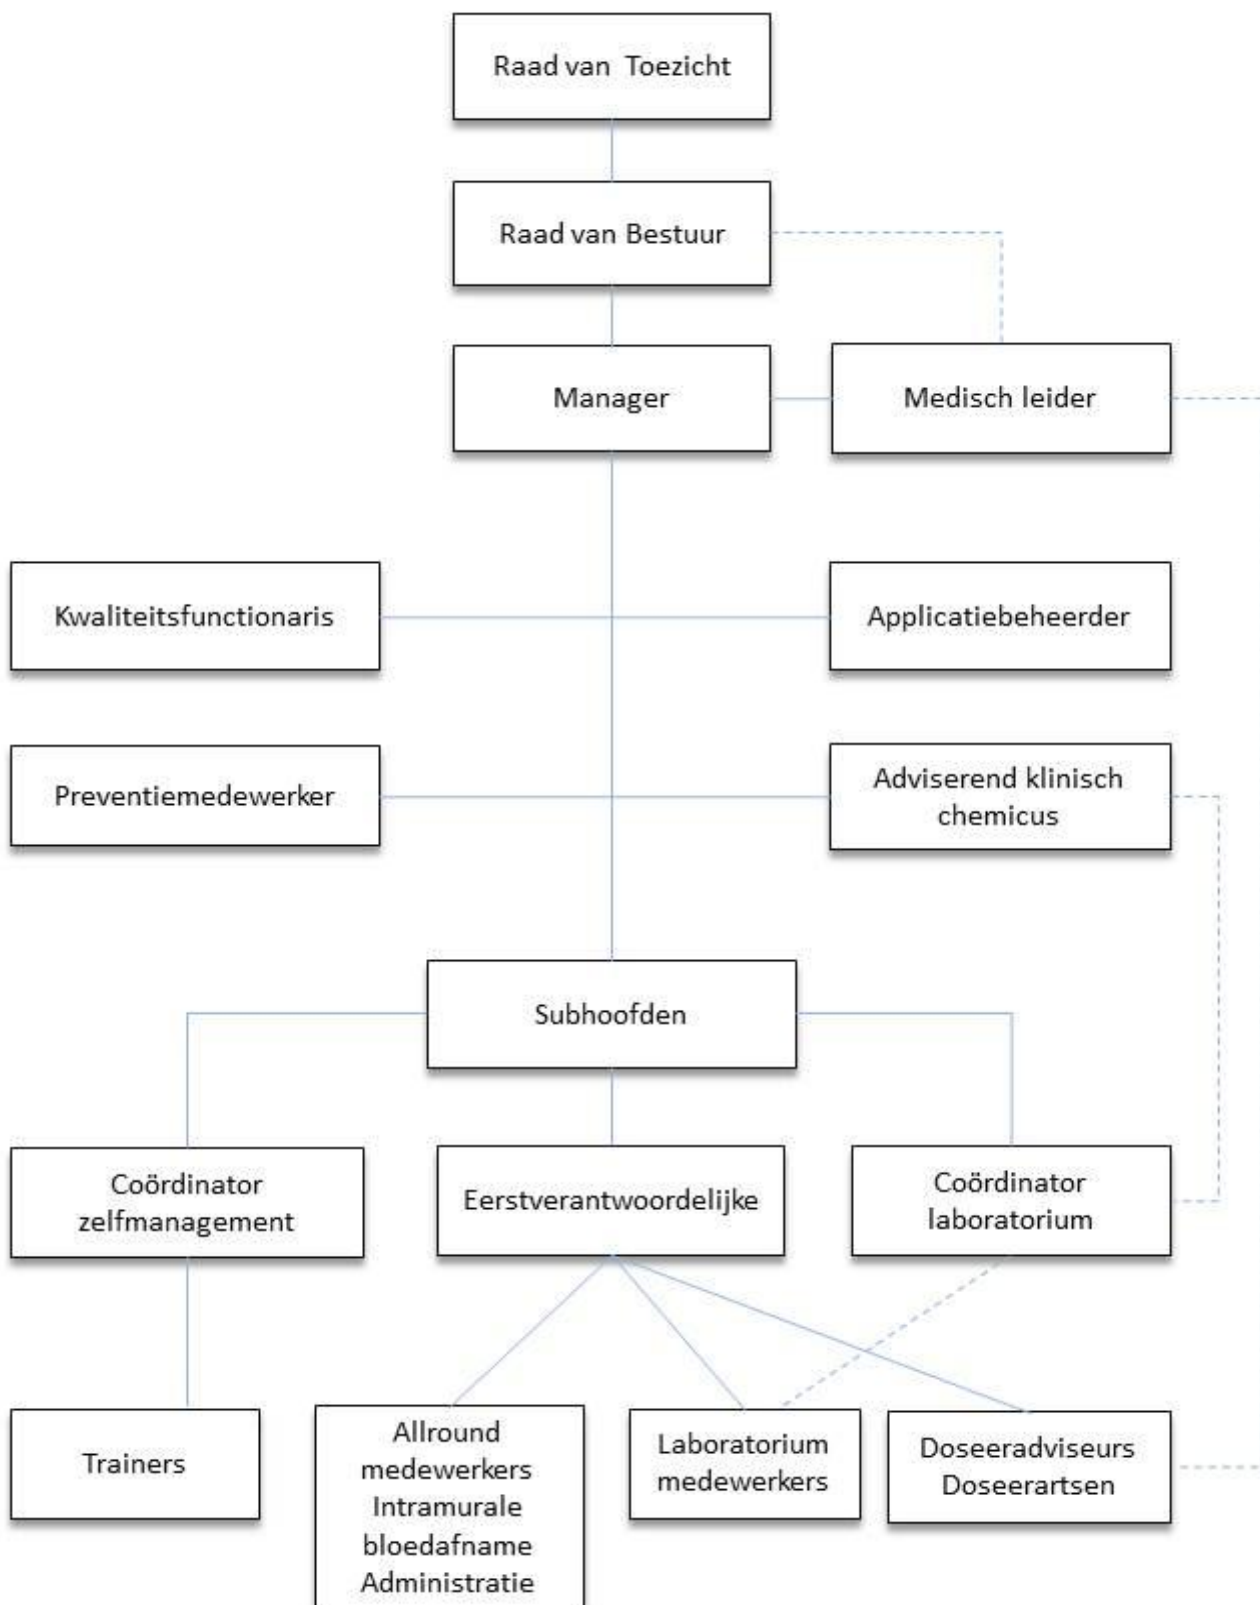 Raad van Toezicht
Raad van Bestuur
Manager
Medisch leider
Kwaliteitsfunctionaris
Applicatiebeheerder
Preventiemedewerker
Adviserend klinisch
chemicus
Subhoofden
Coördinator
zelfmanagement
Eerstverantwoordelijke
Coördinator
laboratorium
Trainers
Allround
medewerkers
Intramurale
bloedafname
Administratie
Laboratorium
medewerkers
Doseeradviseurs
Doseerartsen